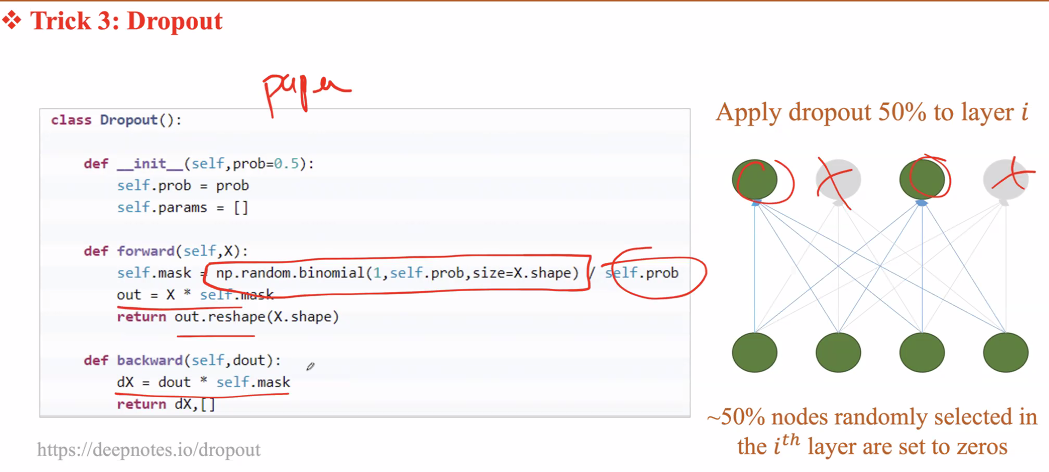 ❖ Trick 3: Dropout
paper
class Dropout():
def __init__(self,prob=0.5):
self.prob = prob
self.params = []
def forward(self,X):
self.mask = np.random.binomial(1,self.prob,size=X.shape) / self.prob
out = X * self.mask
return out.reshape(X.shape)
def backward(self,dout):
dX = dout * self.mask
return dX,[]
https://deepnotes.io/dropout
Apply dropout 50% to layer i
~50% nodes randomly selected in
the iᵗʰ layer are set to zeros